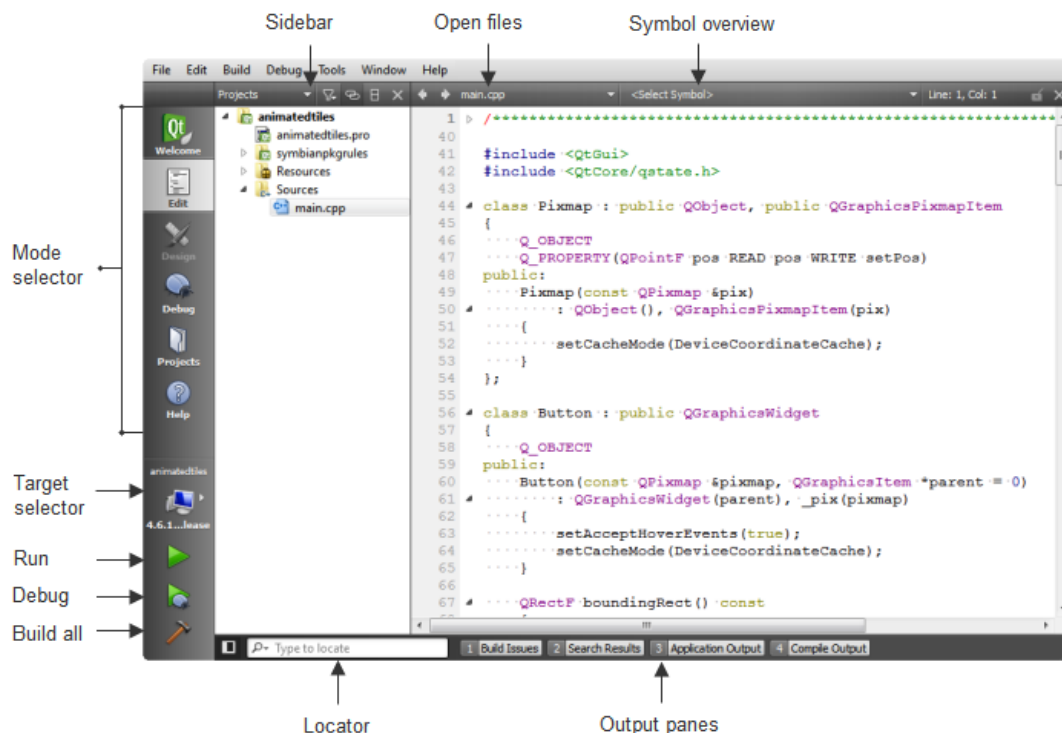 Sidebar Open files Symbol overview
File Edit Build Debug Tools Window Help
Projects main.cpp <Select Symbol> Line: 1, Col: 1
Welcome
Edit
Design
Debug
Projects
Help
Mode
selector
animatedtiles
4.6.1...lease
Target
selector
Run
Debug
Build all
animatedtiles
animatedtiles.pro
symbianpkgrules
Resources
Sources
main.cpp
1 /***************************************************************
40
41 #include <QtGui>
42 #include <QtCore/qstate.h>
43
44 class Pixmap : public QObject, public QGraphicsPixmapItem
45 {
46 Q_OBJECT
47 Q_PROPERTY(QPointF pos READ pos WRITE setPos)
48 public:
49 Pixmap(const QPixmap &pix)
50 : QObject(), QGraphicsPixmapItem(pix)
51 {
52 setCacheMode(DeviceCoordinateCache);
53 }
54 };
55
56 class Button : public QGraphicsWidget
57 {
58 Q_OBJECT
59 public:
60 Button(const QPixmap &pixmap, QGraphicsItem *parent = 0)
61 : QGraphicsWidget(parent), _pix(pixmap)
62 {
63 setAcceptHoverEvents(true);
64 setCacheMode(DeviceCoordinateCache);
65 }
66
67 QRectF boundingRect() const
Type to locate 1 Build Issues 2 Search Results 3 Application Output 4 Compile Output
Locator Output panes